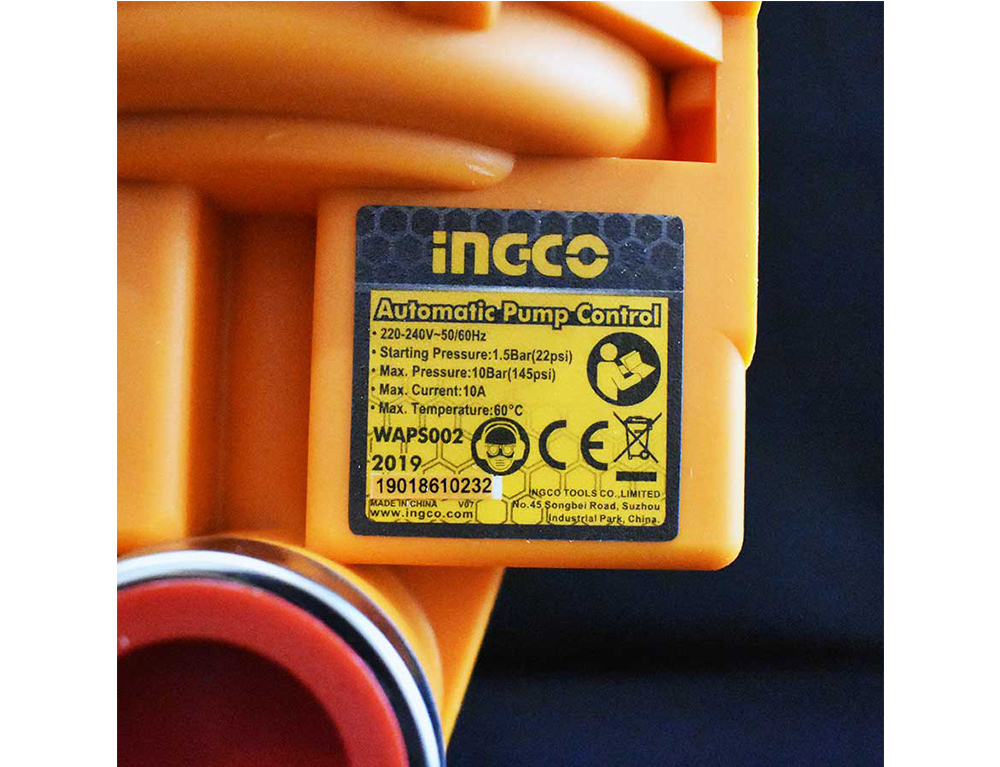 iNGCO
Automatic Pump Control
• 220-240V~50/60Hz
• Starting Pressure:1.5Bar(22psi)
• Max. Pressure:10Bar(145psi)
• Max. Current:10A
• Max. Temperature:60°C
WAPS002
CE
2019
19018610232
MADE IN CHINA V07
www.ingco.com
INGCO TOOLS CO.,LIMITED
No.45 Songbei Road, Suzhou
Industrial Park, China.